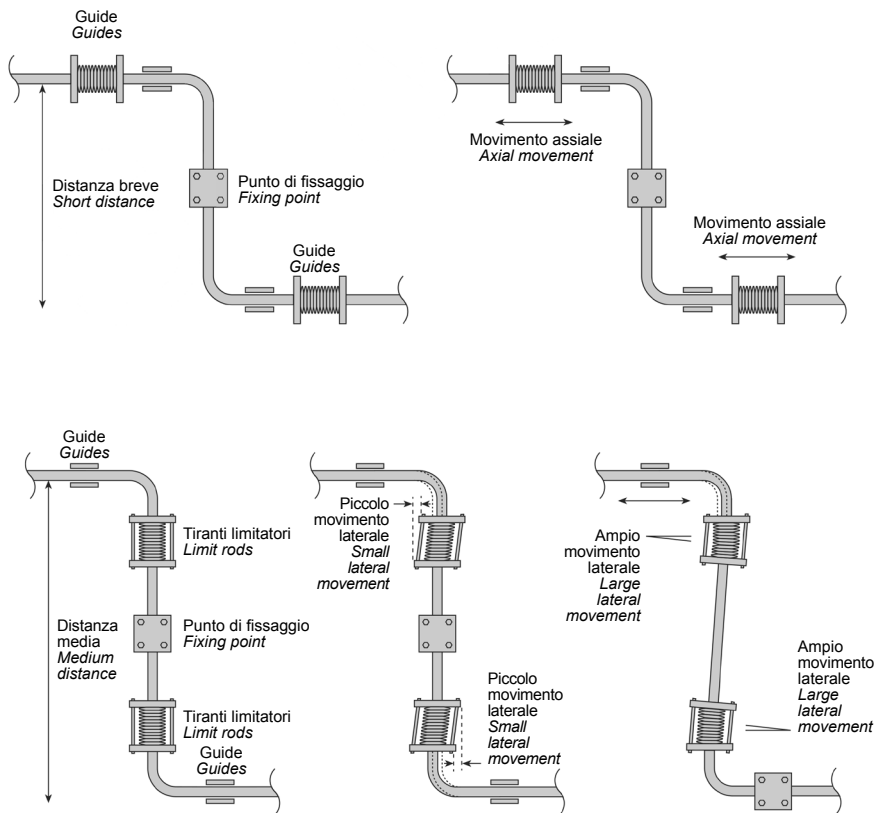 Guide
Guides
Distanza breve
Short distance
Punto di fissaggio
Fixing point
Guide
Guides
Movimento assiale
Axial movement
Movimento assiale
Axial movement
Guide
Guides
Tiranti limitatori
Limit rods
Distanza
media
Medium
distance
Punto di fissaggio
Fixing point
Tiranti limitatori
Limit rods
Guide
Guides
Piccolo
movimento
laterale
Small
lateral
movement
Piccolo
movimento
laterale
Small
lateral
movement
Ampio
movimento
laterale
Large
lateral
movement
Ampio
movimento
laterale
Large
lateral
movement